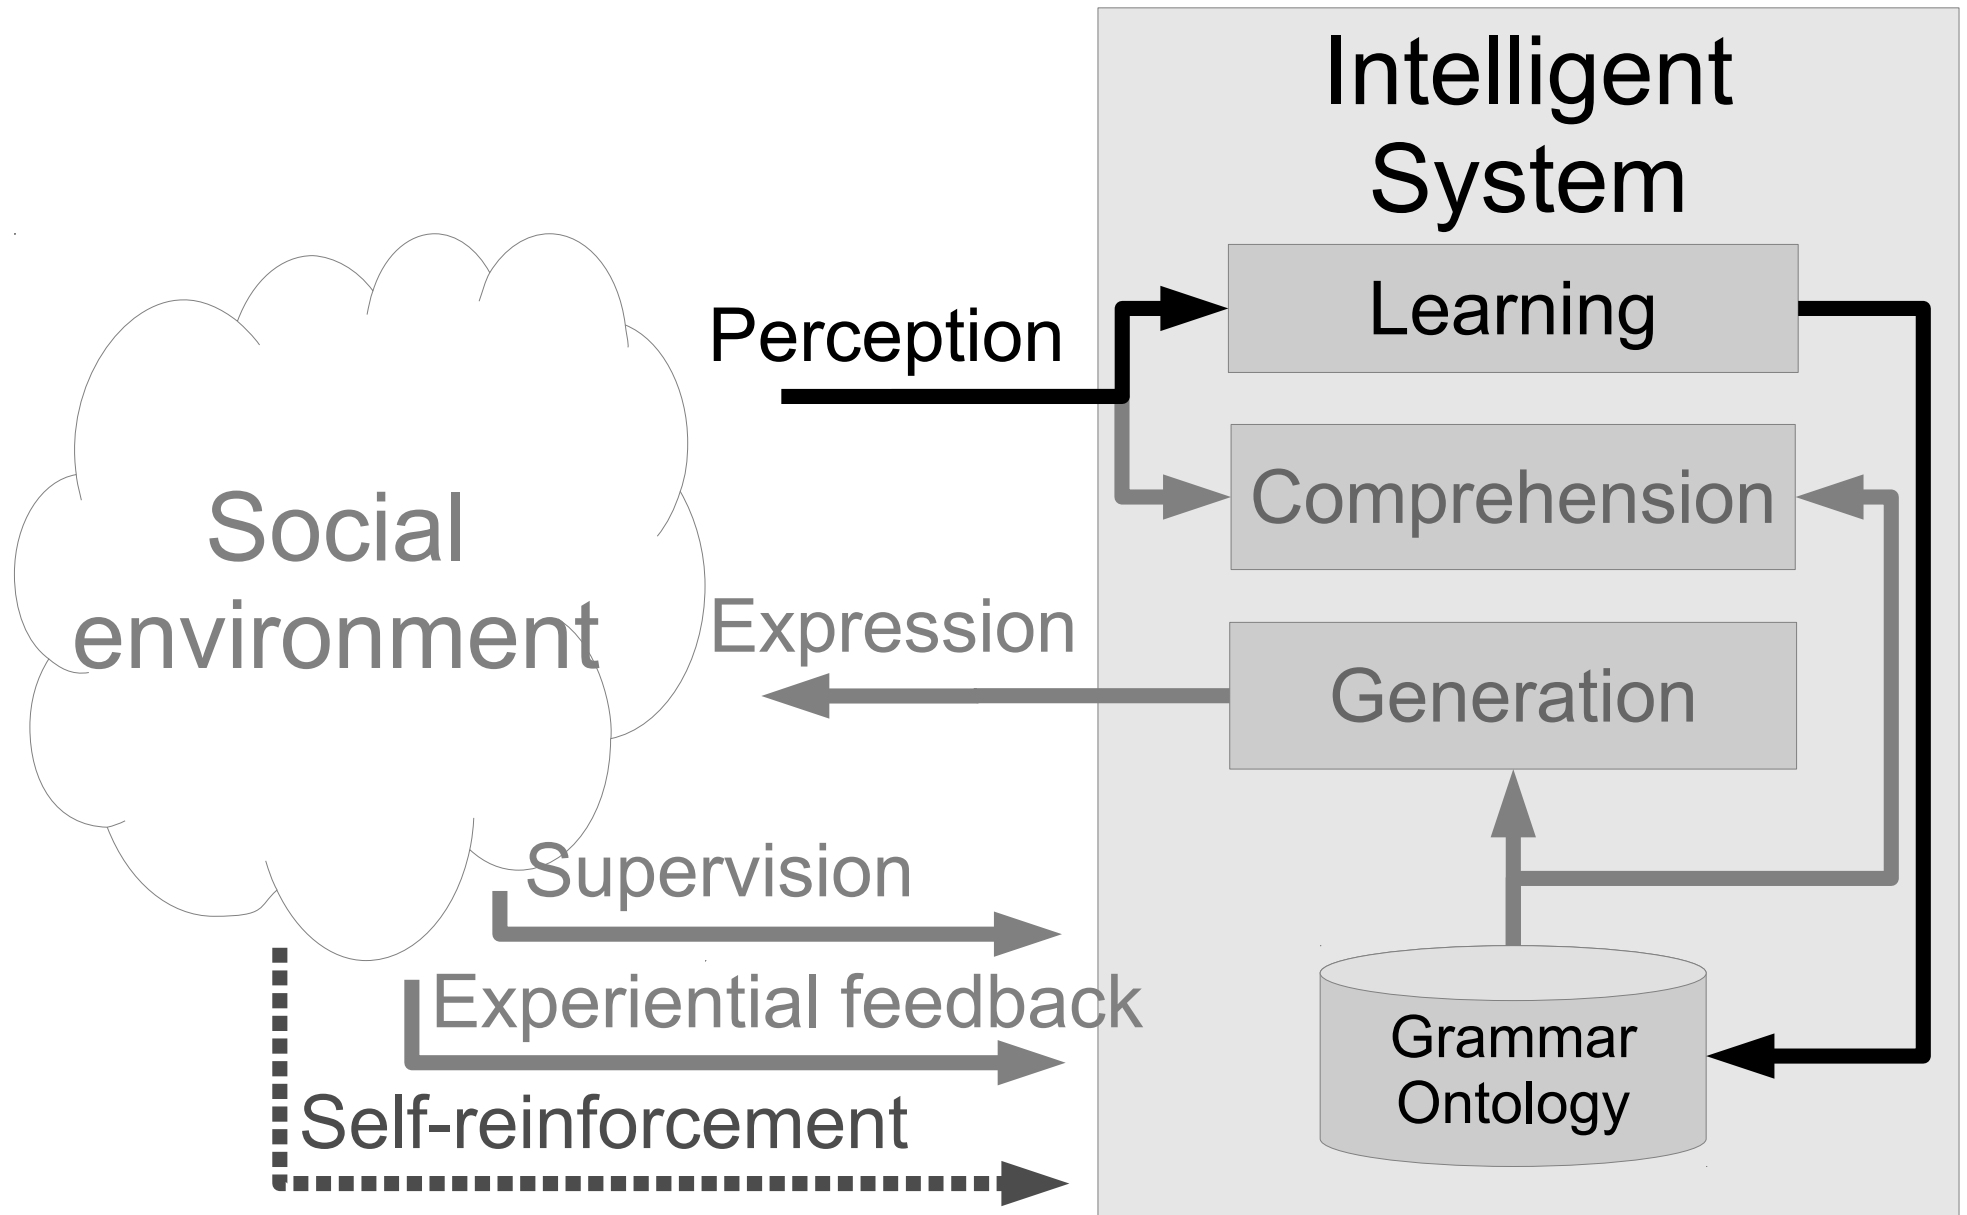 Intelligent
System
Learning
Perception
Comprehension
Social
environment
Expression
Generation
Supervision
Experiential feedback
Self-reinforcement
Grammar
Ontology